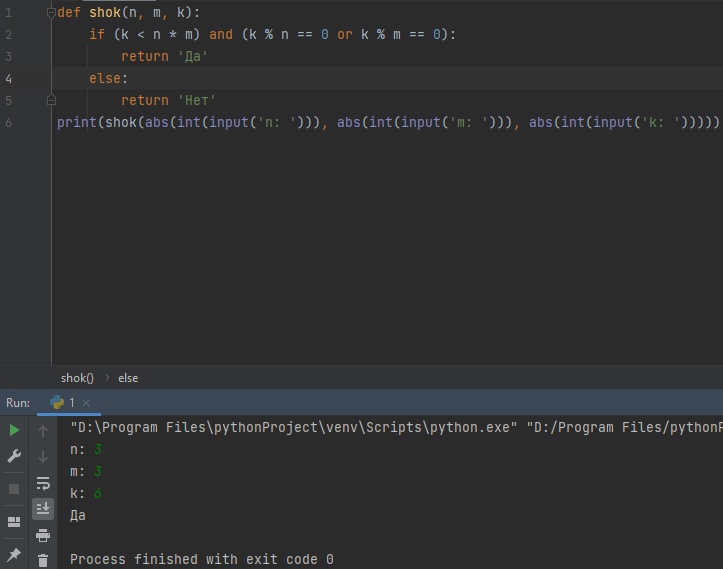 1 def shok(n, m, k):
2 if (k < n * m) and (k % n == 0 or k % m == 0):
3 return 'Да'
4 else:
5 return 'Нет'
6 print(shok(abs(int(input('n: '))), abs(int(input('m: '))), abs(int(input('k: ')))))
shok() > else
Run: 1 ×
"D:\Program Files\pythonProject\venv\Scripts\python.exe" "D:/Program Files/pythonP
n: 3
m: 3
k: 6
Да
Process finished with exit code 0